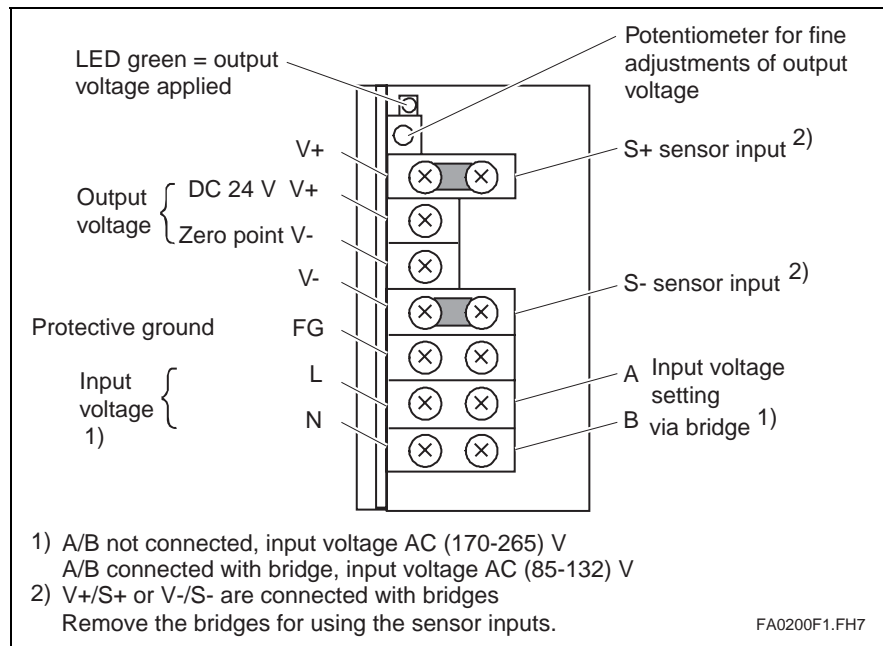 LED green = output
voltage applied
Potentiometer for fine
adjustments of output
voltage
V+
S+ sensor input 2)
Output
voltage
DC 24 V V+
Zero point V-
V-
S- sensor input 2)
Protective ground
FG
Input
voltage
1)
L
N
A
B
Input voltage
setting
via bridge 1)
1) A/B not connected, input voltage AC (170-265) V
A/B connected with bridge, input voltage AC (85-132) V
2) V+/S+ or V-/S- are connected with bridges
Remove the bridges for using the sensor inputs.
FA0200F1.FH7